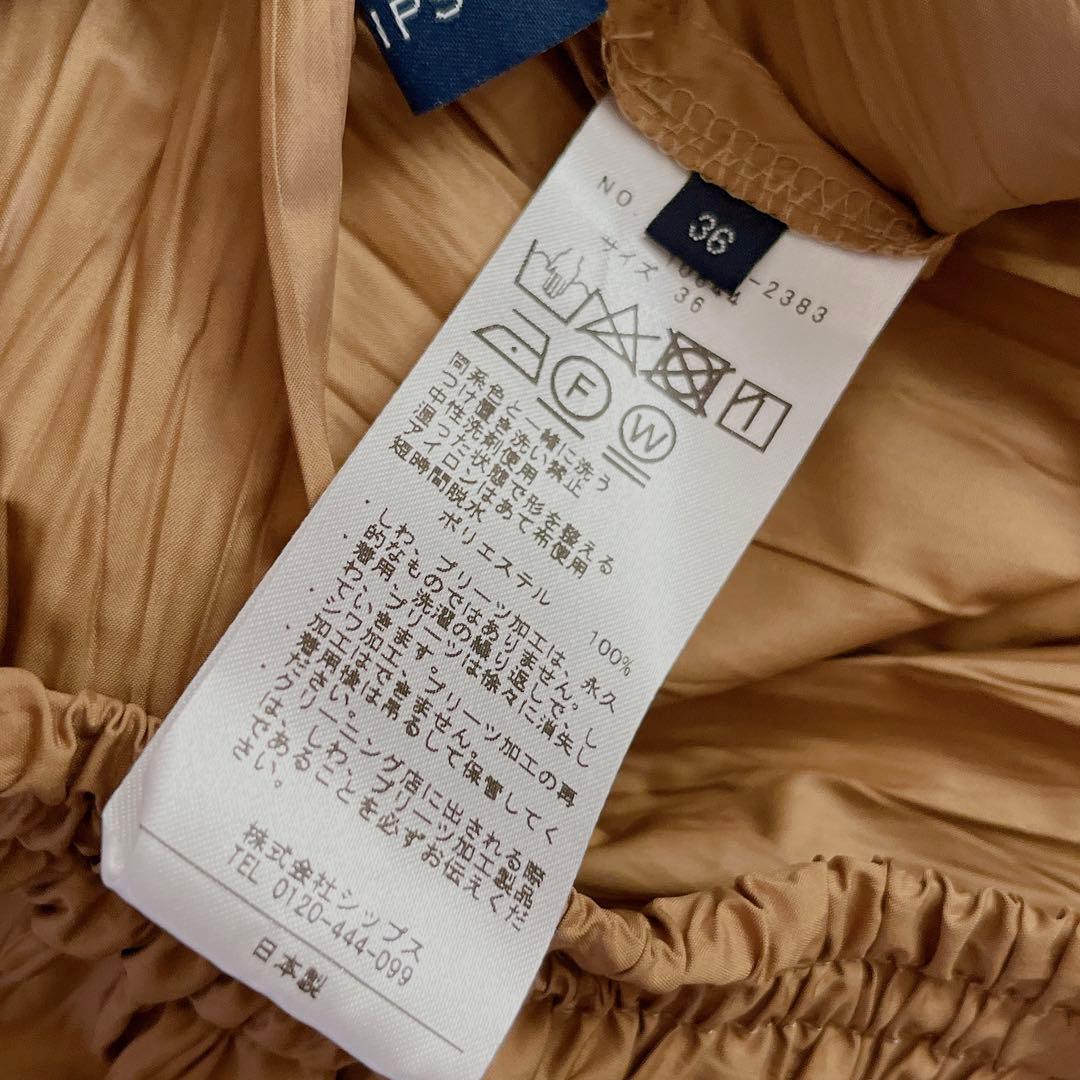 36
NO.
-2383
サイズ 36
F
W
同系色と一緒に洗う
つけ置き洗い禁止
中性洗剤使用
湿った状態で形を整える
アイロンはあて布使用
短時間脱水
ポリエステル 100%
・しわ、プリーツ加工は、永久
的なものではありません。
着用、洗濯の繰り返しで、し
わ、プリーツは徐々に消失し
ていきます。プリーツ加工の再
シワ加工はできません。
・着用後は吊るして保管してく
ださい。
・クリーニング店に出される際
は、しわ、プリーツ加工製品
であることを必ずお伝えくだ
さい。
株式会社シップス
TEL 0120-444-099
日本製